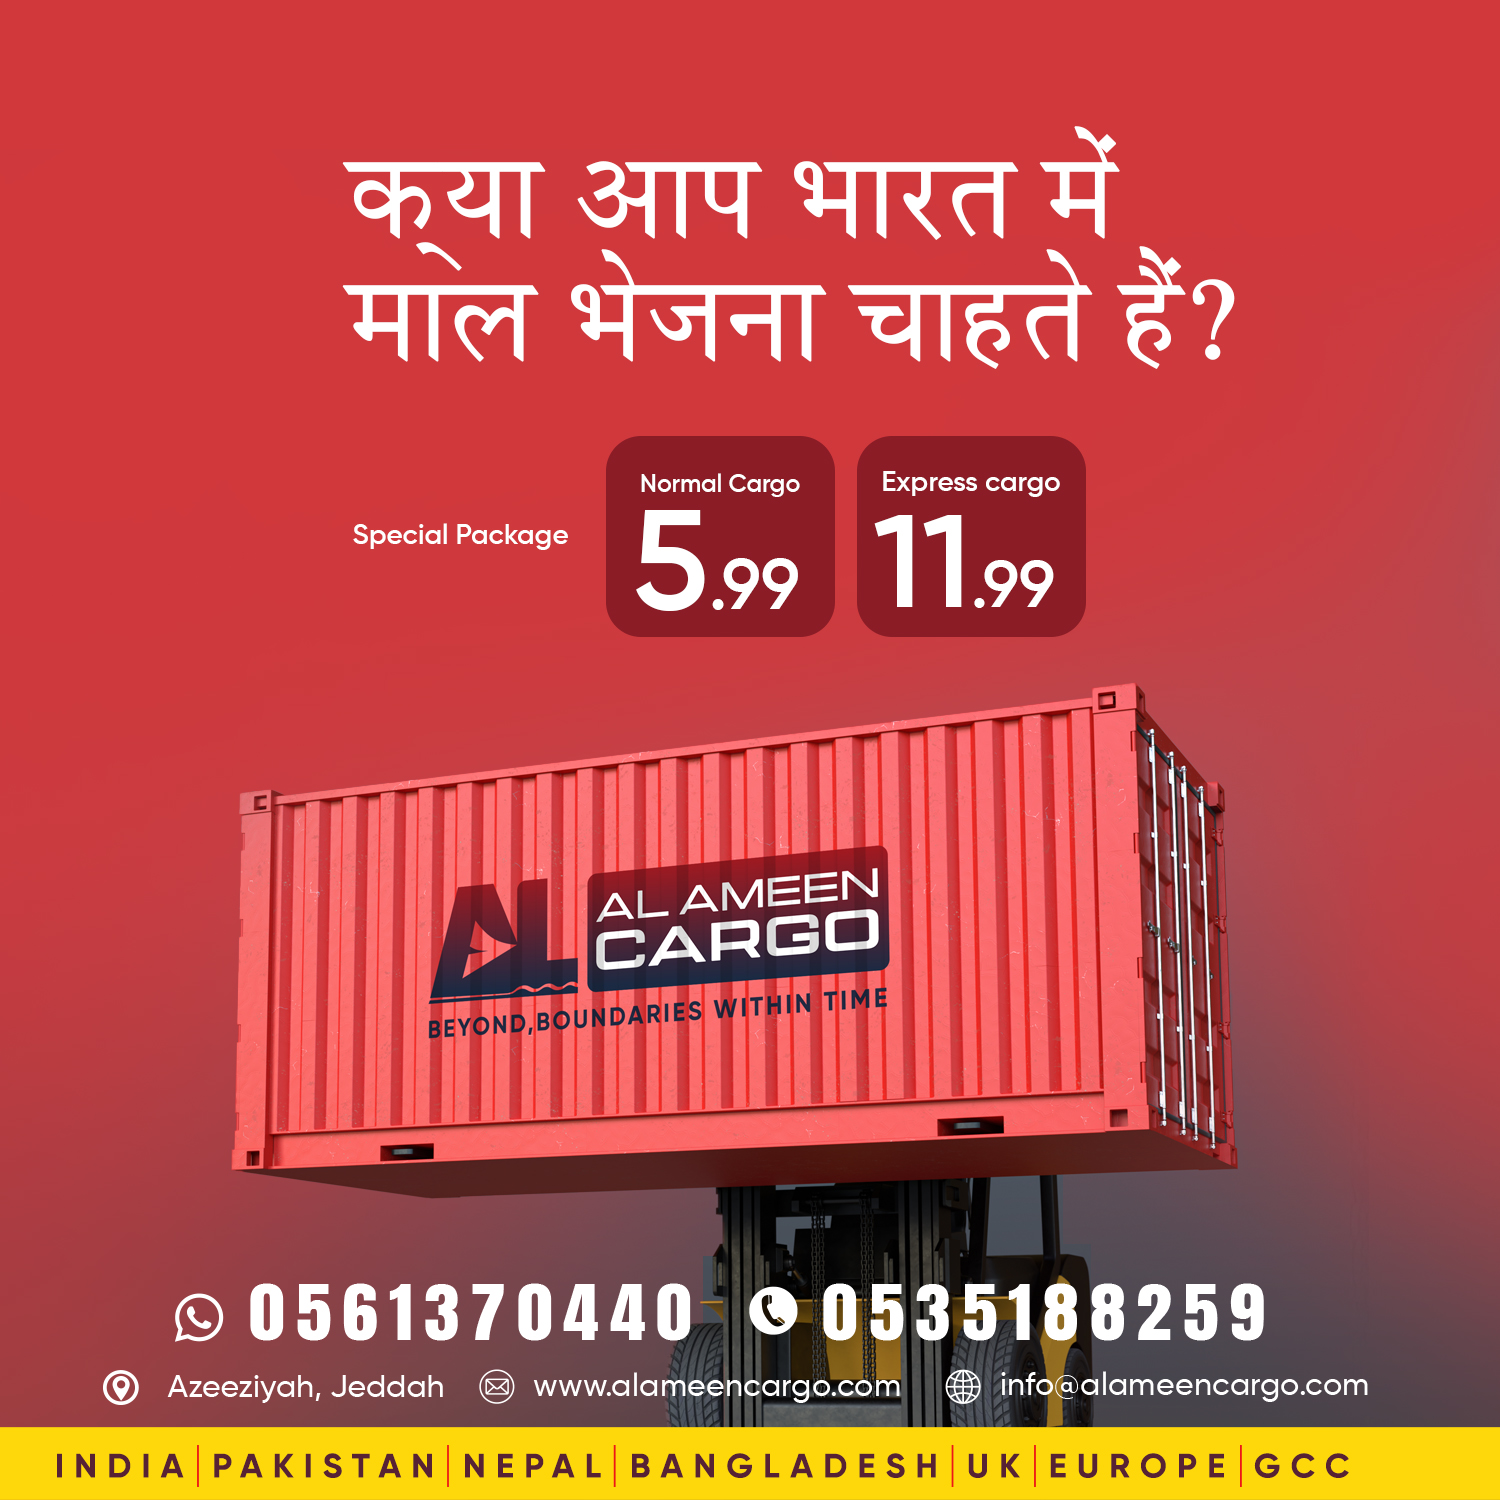 क्या आप भारत में
माल भेजना चाहते हैं?
Special Package
Normal Cargo
5.99
Express cargo
11.99
AL
AL AMEEN
CARGO
BEYOND,BOUNDARIES WITHIN TIME
0561370440
0535188259
Azeeziyah, Jeddah
www.alameencargo.com
info@alameencargo.com
INDIA|PAKISTAN|NEPAL|BANGLADESH|UK|EUROPE|GCC